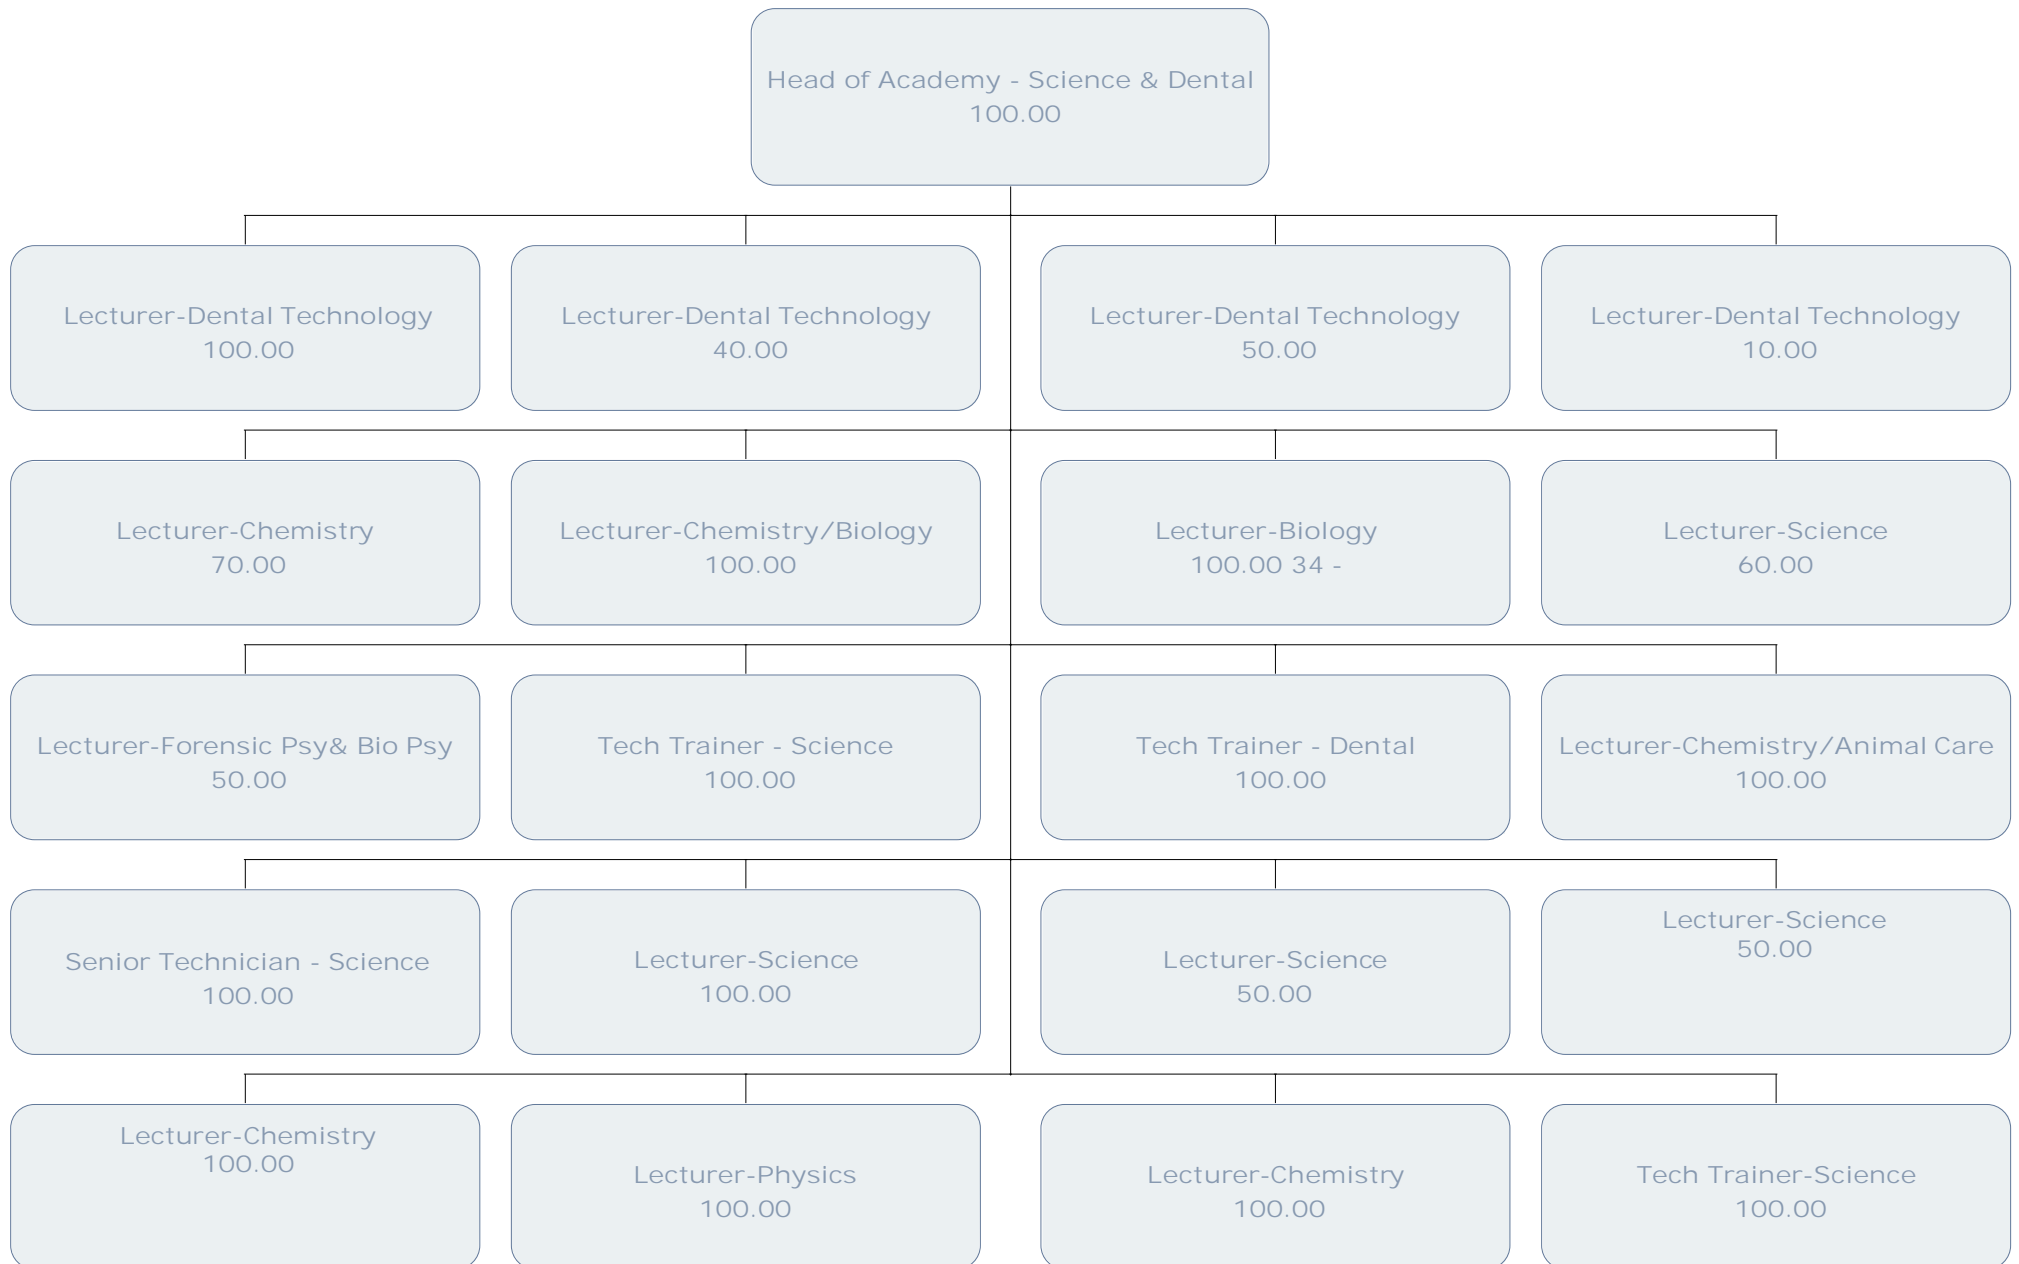 Head of Academy - Science & Dental
100.00
Lecturer-Dental Technology
100.00
Lecturer-Dental Technology
40.00
Lecturer-Dental Technology
50.00
Lecturer-Dental Technology
10.00
Lecturer-Chemistry
70.00
Lecturer-Chemistry/Biology
100.00
Lecturer-Biology
100.00 34 -
Lecturer-Science
60.00
Lecturer-Forensic Psy& Bio Psy
50.00
Tech Trainer - Science
100.00
Tech Trainer - Dental
100.00
Lecturer-Chemistry/Animal Care
100.00
Senior Technician - Science
100.00
Lecturer-Science
100.00
Lecturer-Science
50.00
Lecturer-Science
50.00
Lecturer-Chemistry
100.00
Lecturer-Physics
100.00
Lecturer-Chemistry
100.00
Tech Trainer-Science
100.00